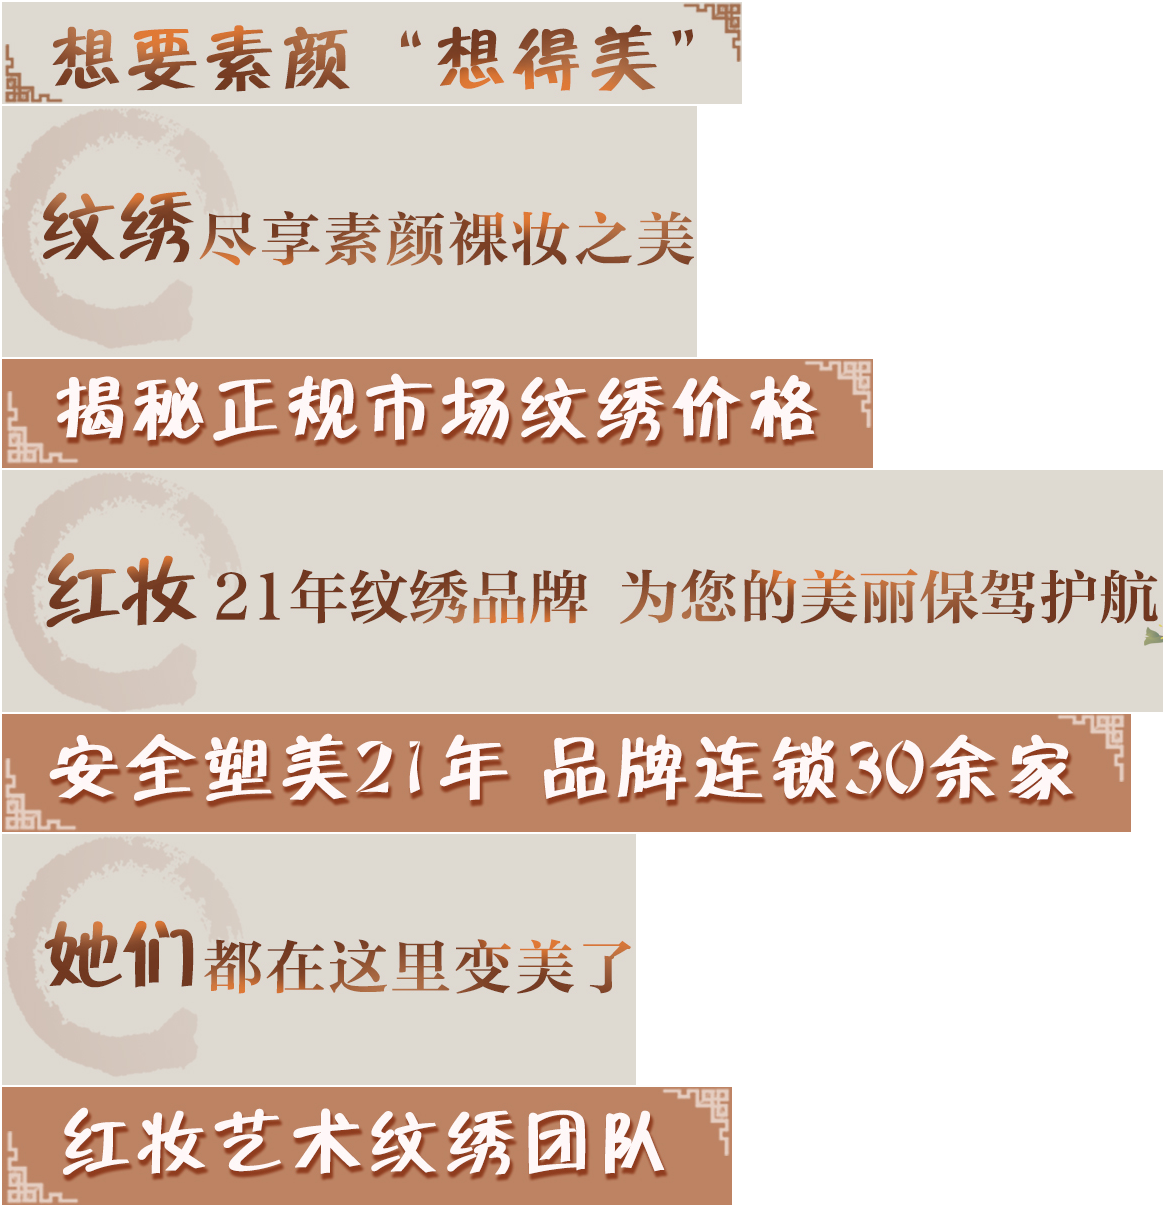 想要素颜“想得美”
纹绣尽享素颜裸妆之美
揭秘正规市场纹绣价格
红妆 21年纹绣品牌 为您的美丽保驾护航
安全塑美21年 品牌连锁30余家
她们都在这里变美了
红妆艺术纹绣团队